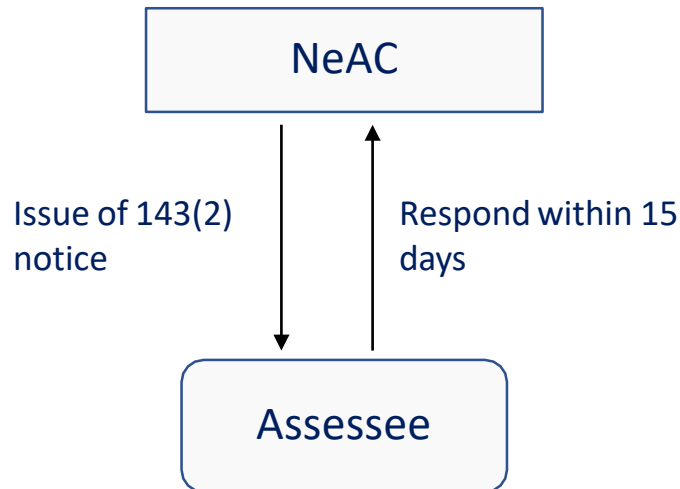 NeAC
Issue of 143(2)
notice
Respond within 15
days
Assessee